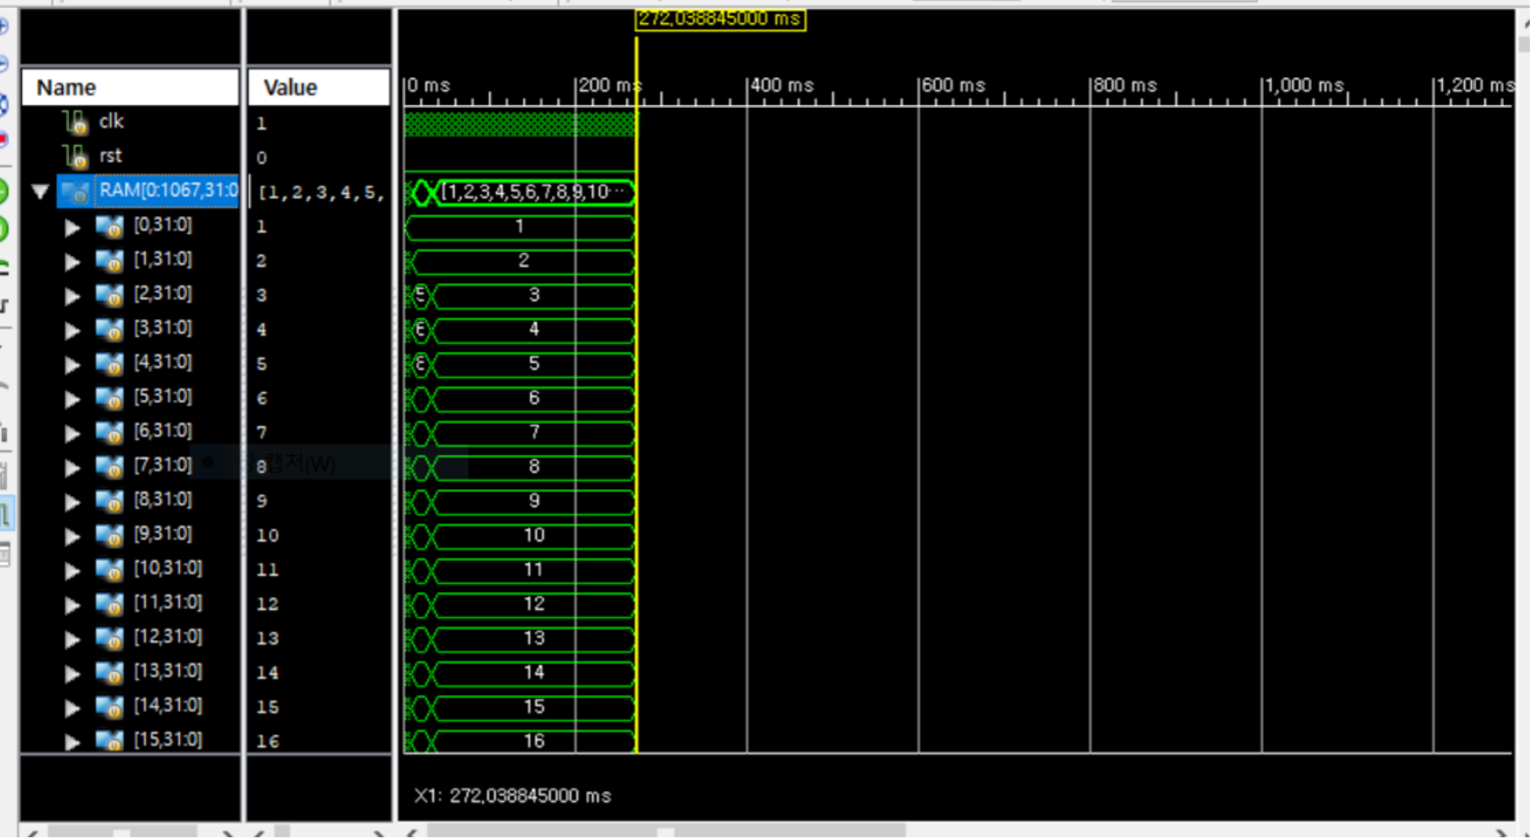 272,038845000 ms
Name Value 0 ms 200 ms 400 ms 600 ms 800 ms 1,000 ms 1,200 ms
clk 1
rst 0
RAM[0:1067,31:0 [1,2,3,4,5, [1,2,3,4,5,6,7,8,9,10...
[0,31:0] 1 1
[1,31:0] 2 2
[2,31:0] 3 5 3
[3,31:0] 4 4
[4,31:0] 5 5
[5,31:0] 6 6
[6,31:0] 7 7
[7,31:0] 8 캡처(W) 8
[8,31:0] 9 9
[9,31:0] 10 10
[10,31:0] 11 11
[11,31:0] 12 12
[12,31:0] 13 13
[13,31:0] 14 14
[14,31:0] 15 15
[15,31:0] 16 16
X1: 272,038845000 ms